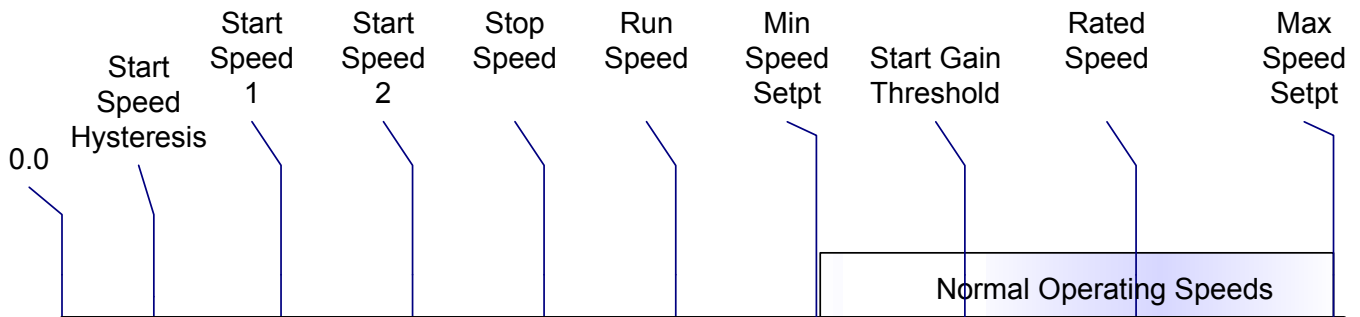 0.0
Start
Speed
Hysteresis
Start
Speed
1
Start
Speed
2
Stop
Speed
Run
Speed
Min
Speed
Setpt
Start Gain
Threshold
Rated
Speed
Max
Speed
Setpt
Normal Operating Speeds